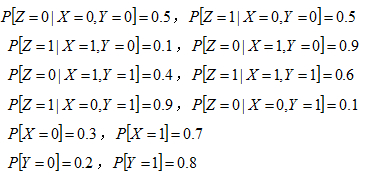 P[Z=0|X=0,Y=0]=0.5，P[Z=1|X=0,Y=0]=0.5
P[Z=1|X=1,Y=0]=0.1，P[Z=0|X=1,Y=0]=0.9
P[Z=0|X=1,Y=1]=0.4，P[Z=1|X=1,Y=1]=0.6
P[Z=1|X=0,Y=1]=0.9，P[Z=0|X=0,Y=1]=0.1
P[X=0]=0.3，P[X=1]=0.7
P[Y=0]=0.2，P[Y=1]=0.8